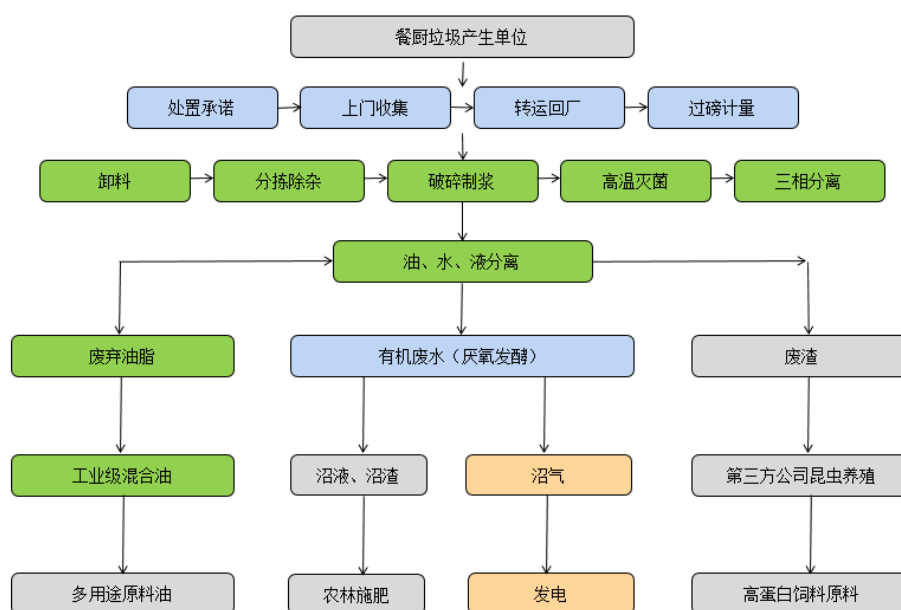 餐厨垃圾产生单位
处置承诺
上门收集
转运回厂
过磅计量
卸料
分拣除杂
破碎制浆
高温灭菌
三相分离
油、水、液分离
废弃油脂
有机废水（厌氧发酵）
废渣
工业级混合油
沼液、沼渣
沼气
第三方公司昆虫养殖
多用途原料油
农林施肥
发电
高蛋白饲料原料